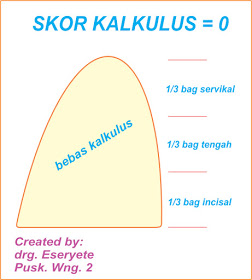 SKOR KALKULUS = 0
1/3 bag servikal
bebas kalkulus
1/3 bag tengah
1/3 bag incisal
Created by:
drg. Eseryete
Pusk. Wng. 2